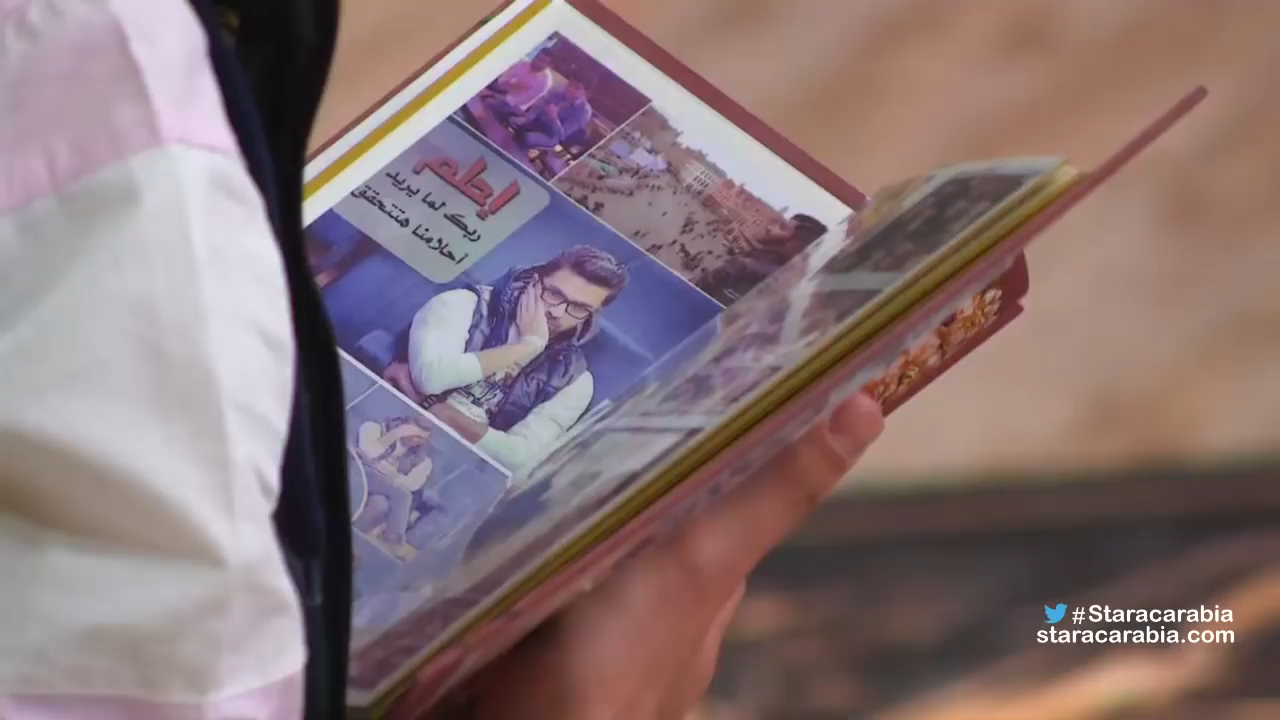 إحلم
ربك لما يريد
أحلامنا هتتحقق
#Staracarabia
staracarabia.com